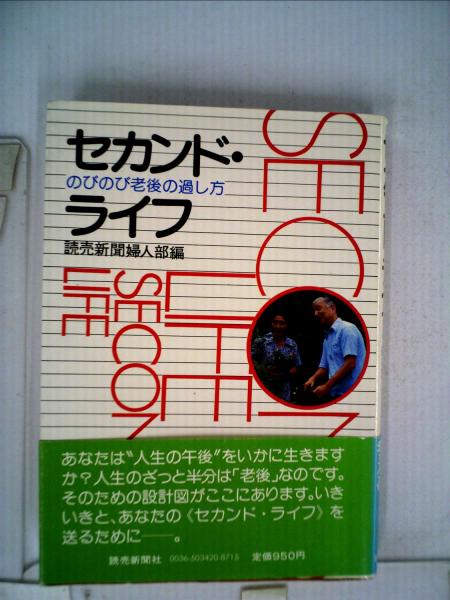 セカンド・
のびのび老後の過し方
ライフ
読売新聞婦人部編
SECON
LIFE
SECON
LIFE
あなたは“人生の午後”をいかに生きます
か?人生のざっと半分は「老後」なのです。
そのための設計図がここにあります。いき
いきと、あなたの《セカンド・ライフ》を
送るために――。
読売新聞社 0036-503420-8715 定価950円